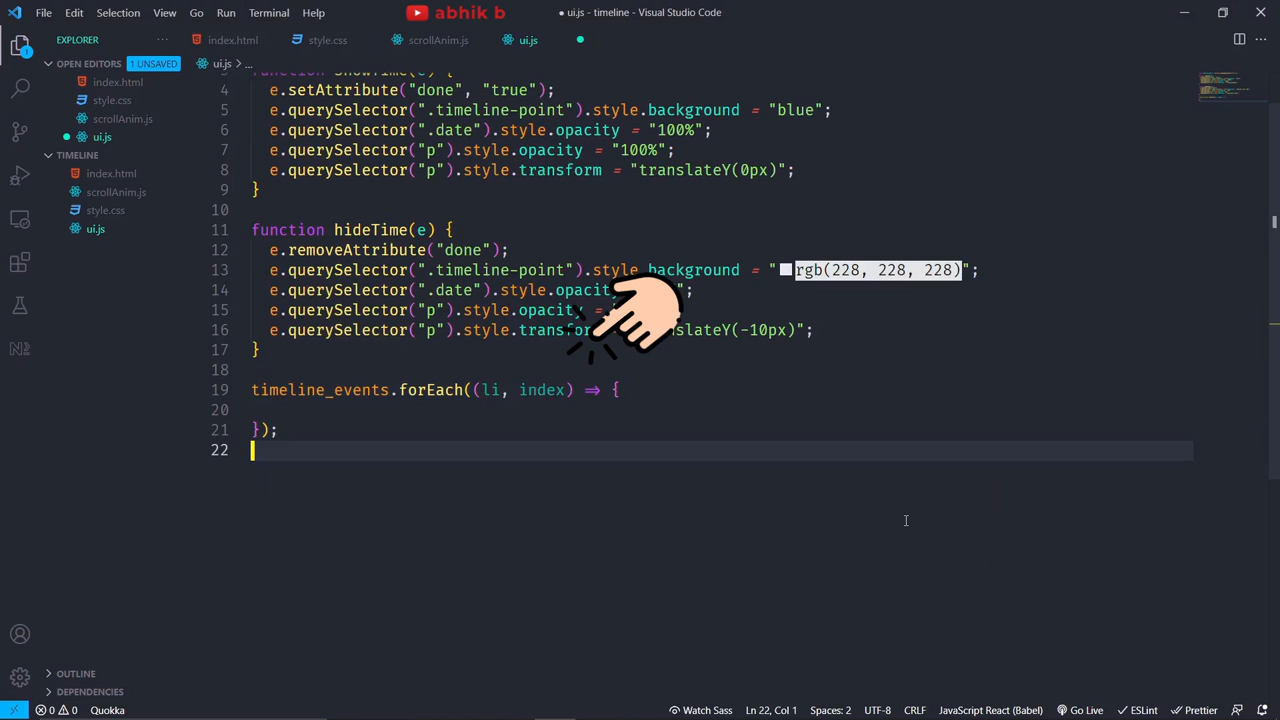 File Edit Selection View Go Run Terminal Help
abhik b
● ui.js - timeline - Visual Studio Code
EXPLORER
index.html
style.css
scrollAnim.js
ui.js
OPEN EDITORS 1 UNSAVED
index.html
style.css
scrollAnim.js
ui.js
TIMELINE
index.html
scrollAnim.js
style.css
ui.js
OUTLINE
DEPENDENCIES
ui.js > ...
4 e.setAttribute("done", "true");
5 e.querySelector(".timeline-point").style.background = "blue";
6 e.querySelector(".date").style.opacity = "100%";
7 e.querySelector("p").style.opacity = "100%";
8 e.querySelector("p").style.transform = "translateY(0px)";
9 }
10
11 function hideTime(e) {
12 e.removeAttribute("done");
13 e.querySelector(".timeline-point").style.background = "rgb(228, 228, 228)";
14 e.querySelector(".date").style.opacity ";
15 e.querySelector("p").style.opacity =
16 e.querySelector("p").style.transform translateY(-10px)";
17 }
18
19 timeline_events.forEach((li, index) => {
20
21 });
22
0 0 Quokka
Watch Sass Ln 22, Col 1 Spaces: 2 UTF-8 CRLF JavaScript React (Babel) Go Live ESLint Prettier